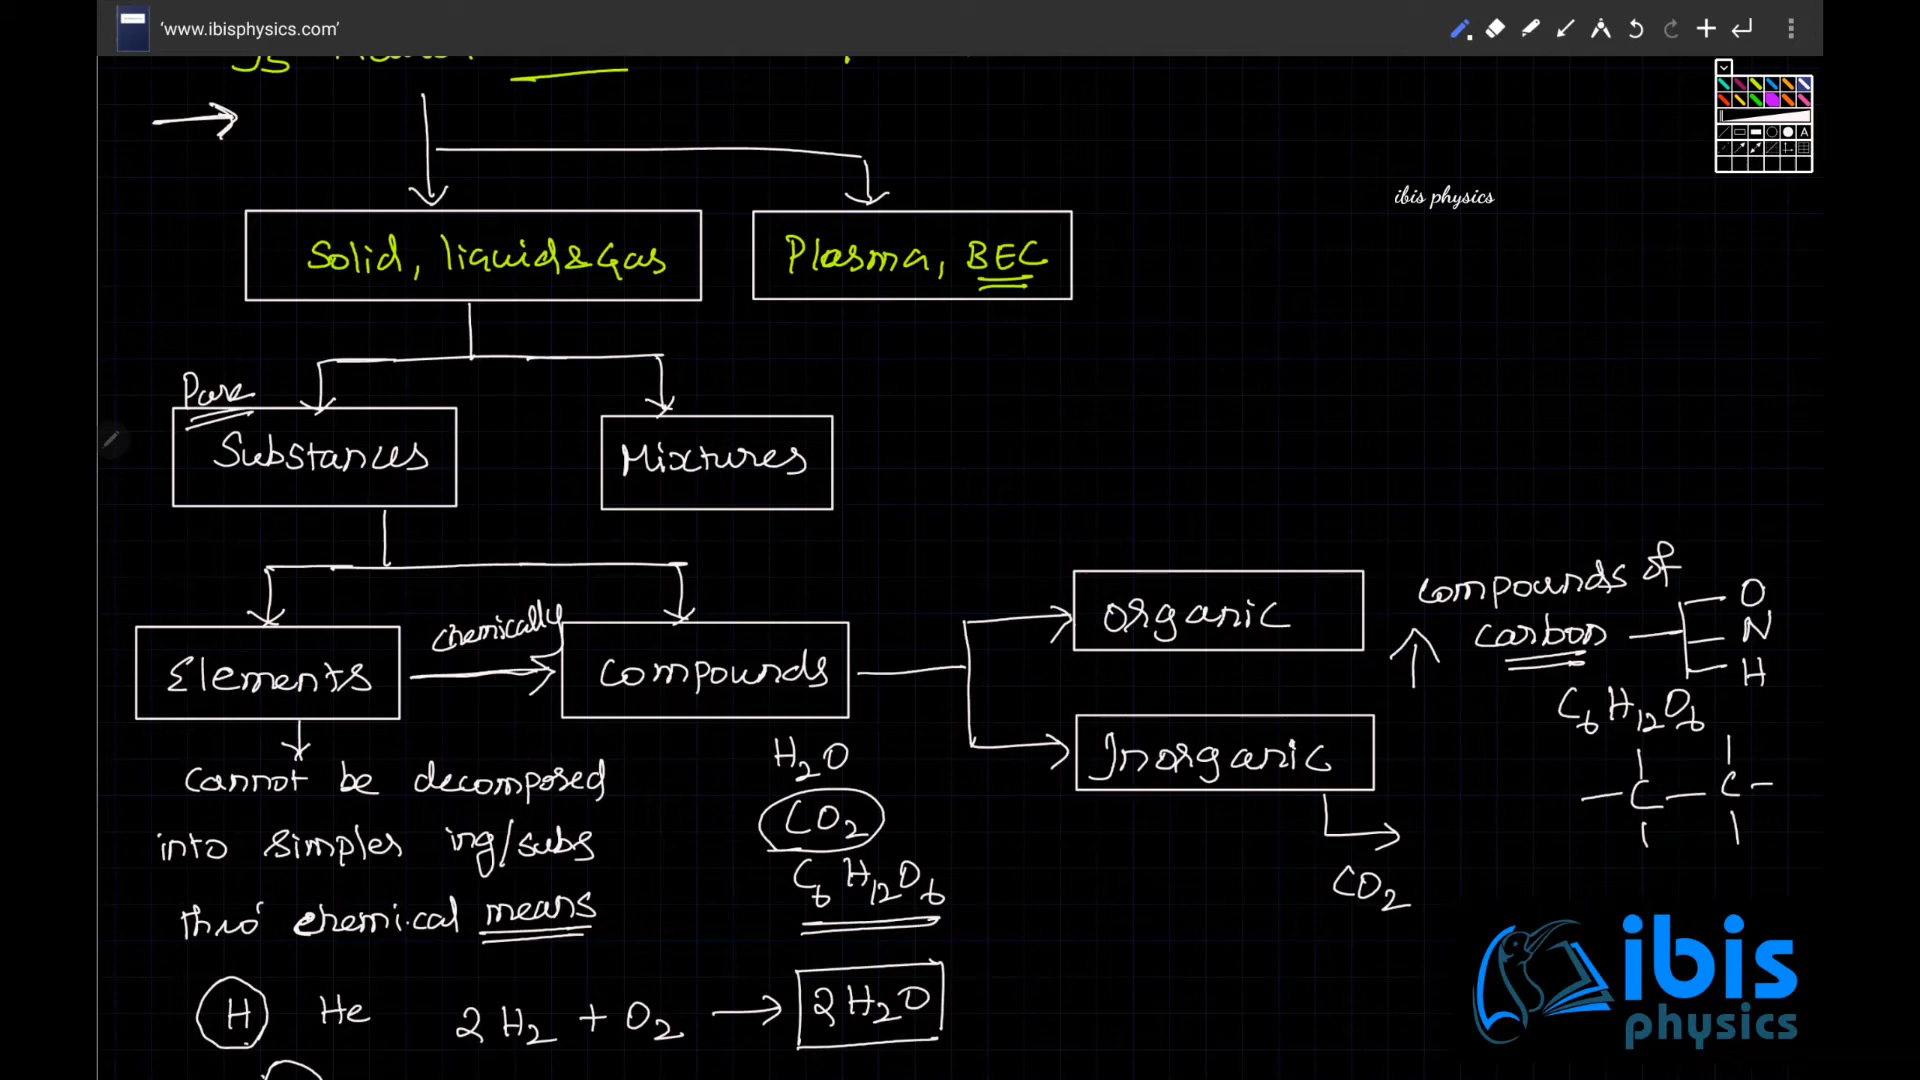 'www.ibisphysics.com'
ibis physics
Solid, liquid & Gas
Plasma, BEC
Pure
Substances
Mixtures
Elements
chemically
Compounds
Organic
Inorganic
compounds of
carbon
O
N
H
C6H12O6
C C
CO2
cannot be decomposed
into simples ing/subs
thro' chemical means
H2O
CO2
C6H12O6
H He
2H2 + O2 → 2H2O
ibis
physics
A